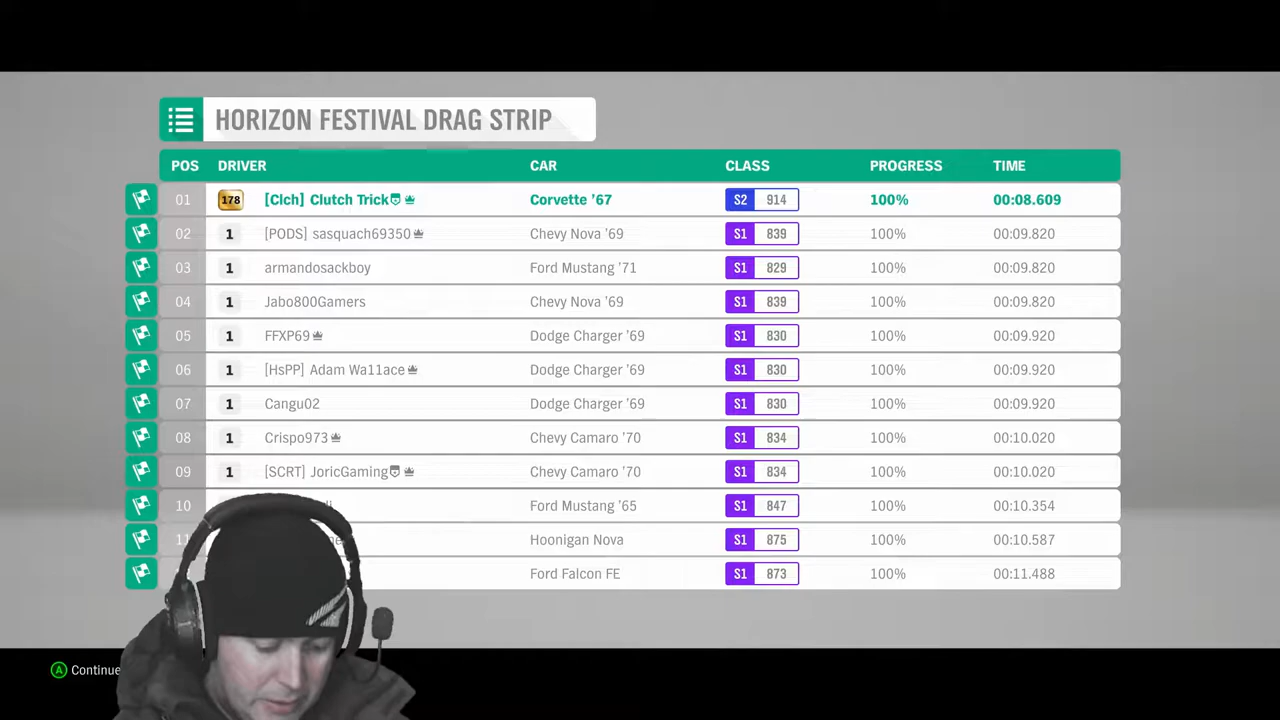 HORIZON FESTIVAL DRAG STRIP
POS DRIVER CAR CLASS PROGRESS TIME
01 178 [Clch] Clutch Trick Corvette '67 S2 914 100% 00:08.609
02 1 [PODS] sasquach69350 Chevy Nova '69 S1 839 100% 00:09.820
03 1 armandosackboy Ford Mustang '71 S1 829 100% 00:09.820
04 1 Jabo800Gamers Chevy Nova '69 S1 839 100% 00:09.820
05 1 FFXP69 Dodge Charger '69 S1 830 100% 00:09.920
06 1 [HsPP] Adam Wa11ace Dodge Charger '69 S1 830 100% 00:09.920
07 1 Cangu02 Dodge Charger '69 S1 830 100% 00:09.920
08 1 Crispo973 Chevy Camaro '70 S1 834 100% 00:10.020
09 1 [SCRT] JoricGaming Chevy Camaro '70 S1 834 100% 00:10.020
10 Ford Mustang '65 S1 847 100% 00:10.354
11 Hoonigan Nova S1 875 100% 00:10.587
Ford Falcon FE S1 873 100% 00:11.488
A Continue